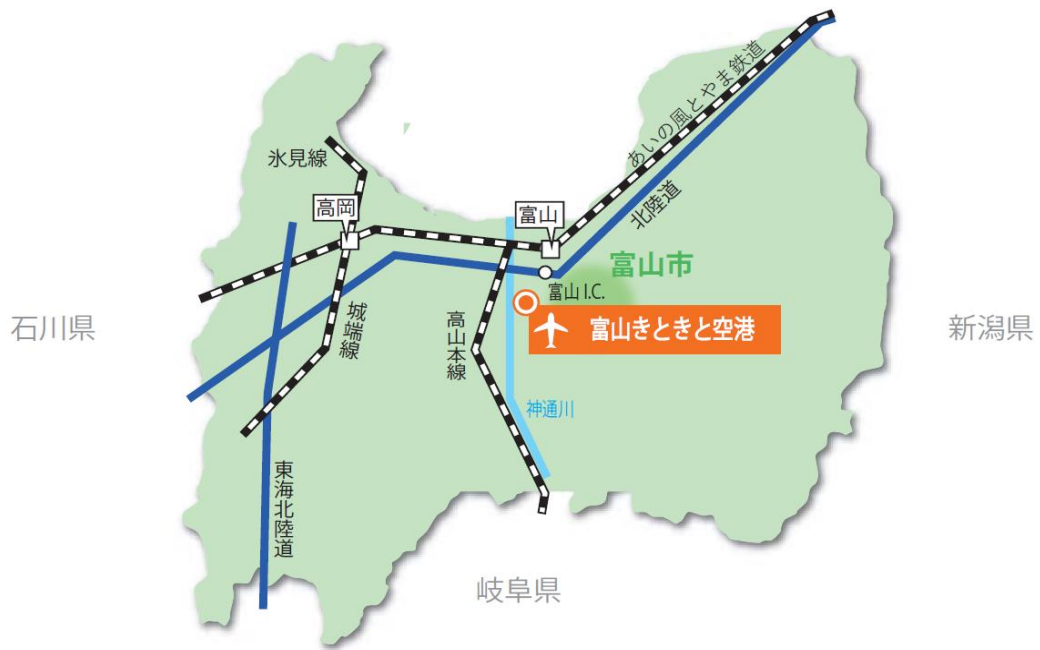 あいの風とやま鉄道
氷見線
高岡
富山
北陸道
富山市
富山I.C.
富山きときと空港
石川県
城端線
高山本線
新潟県
神通川
東海北陸道
岐阜県